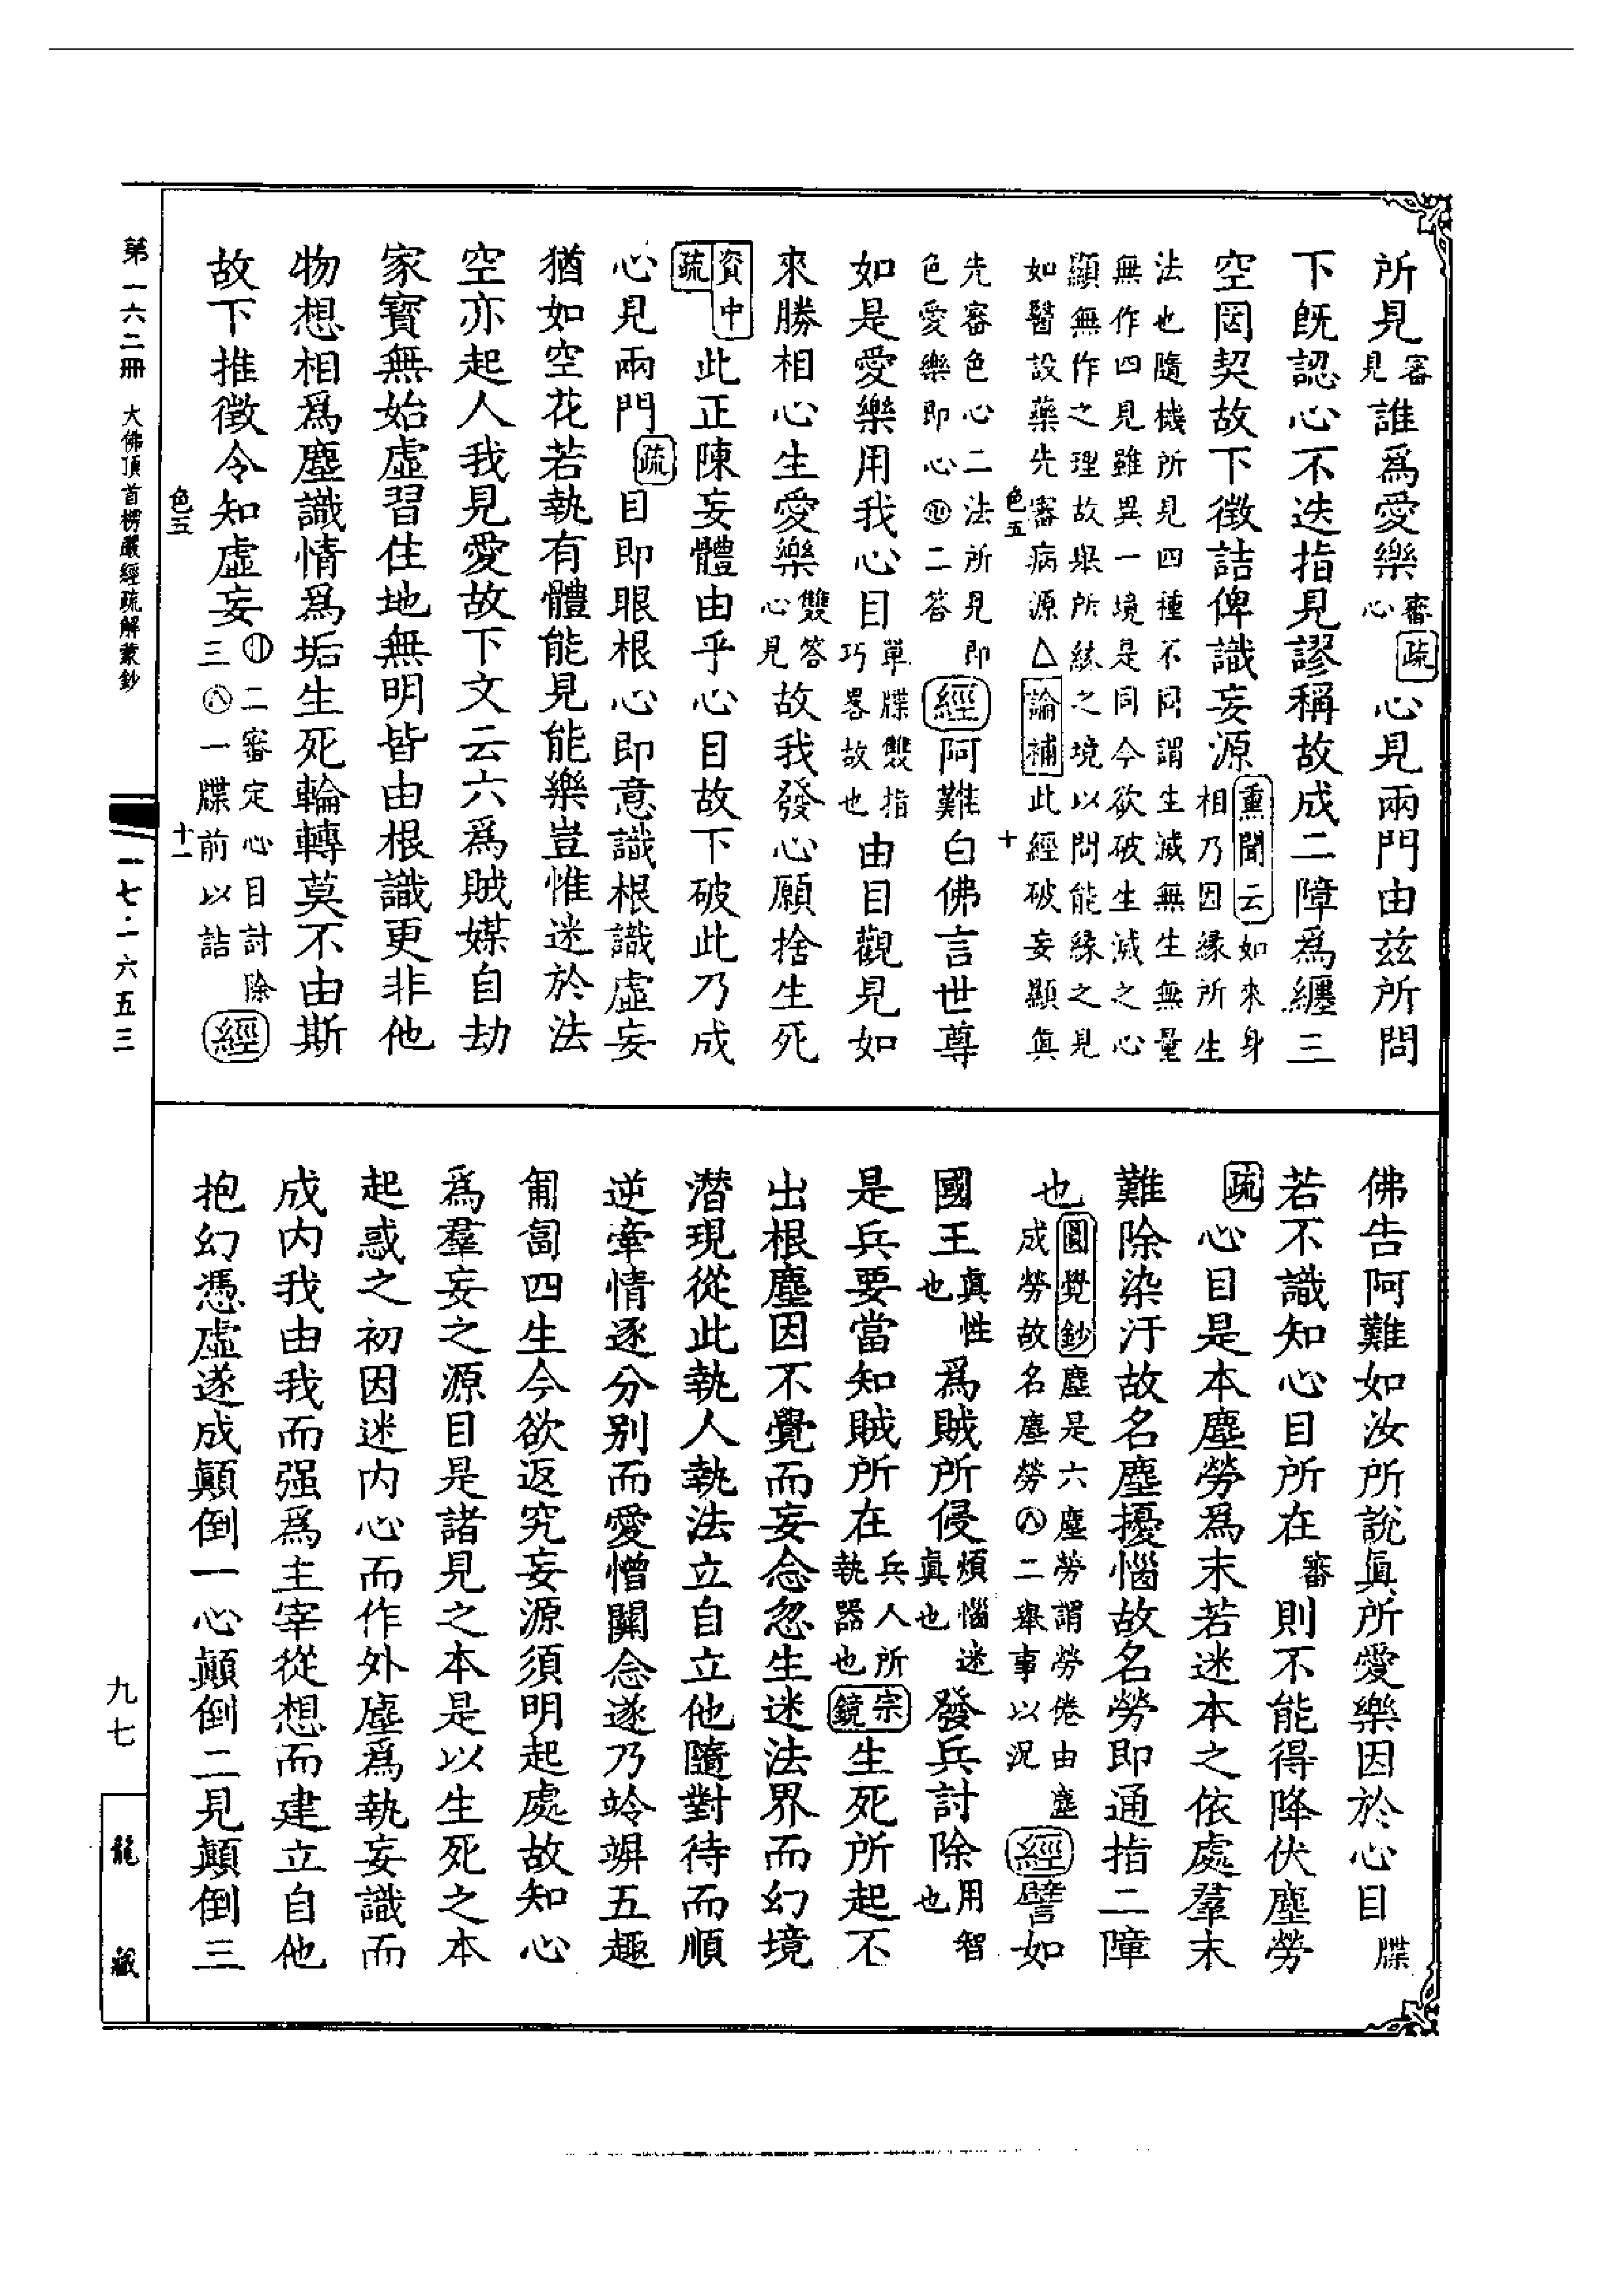 所見審見誰為愛樂審心疏心見兩門由茲所問
下既認心不迭指見謬稱故成二障為纏三
空罔契故下徵詰俾識妄源熏聞云如來身相乃因緣所生
法也隨機所見四種不同謂生滅無生無量
無作四見雖異一境是同今欲破生滅之心
顯無作之理故舉所緣之境以問能緣之見
如醫設藥先審病源△論補此經破妄顯眞
色五
十
先審色心二法所見即
色愛樂即心㊉二答經阿難白佛言世尊
如是愛樂用我心目單牒雙指巧畧故也由目觀見如
來勝相心生愛樂雙答心見故我發心願捨生死
資中疏此正陳妄體由乎心目故下破此乃成
心見兩門疏目即眼根心即意識根識虛妄
猶如空花若執有體能見能樂豈惟迷於法
空亦起人我見愛故下文云六為賊媒自劫
家寶無始虛習住地無明皆由根識更非他
物想相為塵識情為垢生死輪轉莫不由斯
故下推徵令知虛妄㊉二審定心目討除三㊇一牒前以詰經
色五
十一
第一六二冊 大佛頂首楞嚴經疏解蒙鈔
一七·一六五三
佛告阿難如汝所說眞所愛樂因於心目牒
若不識知心目所在審則不能得降伏塵勞
疏心目是本塵勞為末若迷本之依處羣末
難除染汙故名塵擾惱故名勞即通指二障
也圓覺鈔塵是六塵勞謂勞倦由塵成勞故名塵勞㊇二舉事以況經譬如
國王眞性也為賊所侵煩惱迷眞也發兵討除用智也
是兵要當知賊所在兵人所執器也宗鏡生死所起不
出根塵因不覺而妄念忽生迷法界而幻境
潛現從此執人執法立自立他隨對待而順
逆牽情逐分别而愛憎關念遂乃竛竮五趣
匍匐四生今欲返究妄源須明起處故知心
為羣妄之源目是諸見之本是以生死之本
起惑之初因迷内心而作外塵為執妄識而
成内我由我而强為主宰從想而建立自他
抱幻憑虛遂成顛倒一心顛倒二見顛倒三
九七
龍藏